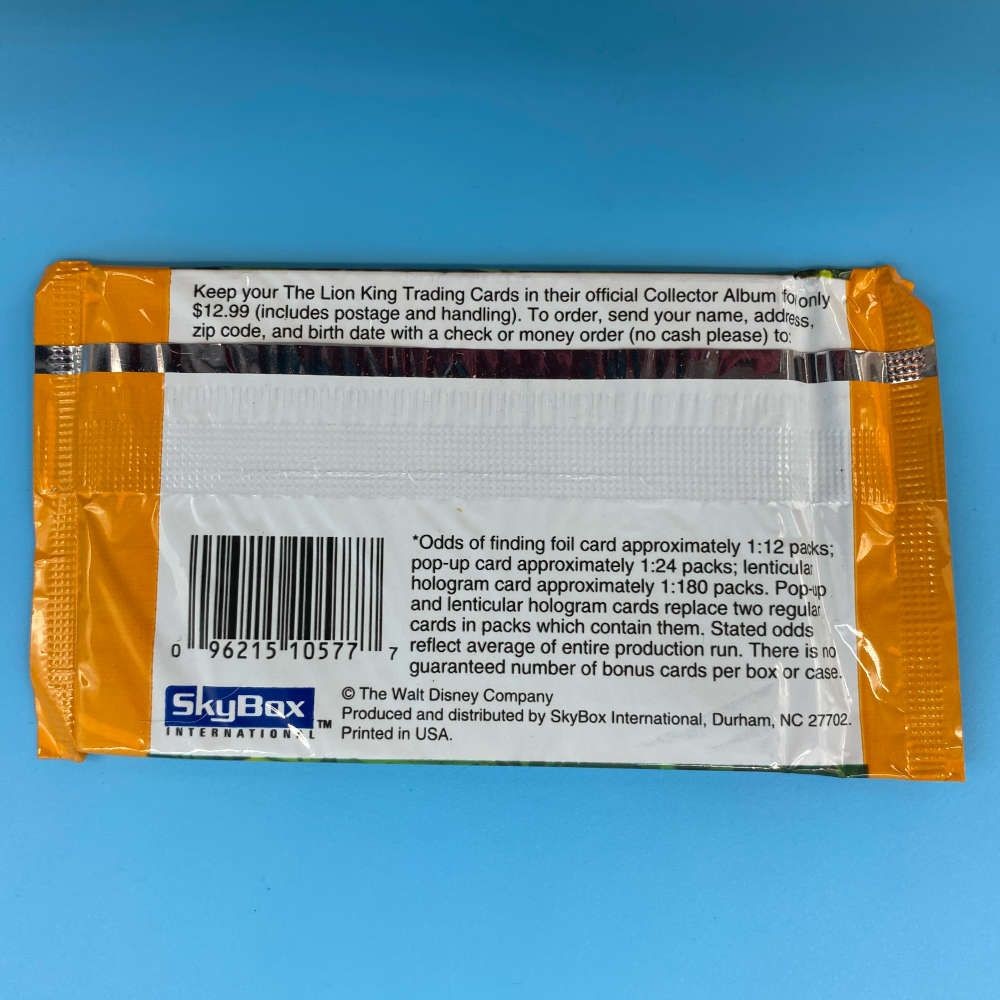 Keep your The Lion King Trading Cards in their official Collector Album for only
$12.99 (includes postage and handling). To order, send your name, address,
zip code, and birth date with a check or money order (no cash please) to:
*Odds of finding foil card approximately 1:12 packs;
pop-up card approximately 1:24 packs; lenticular
hologram card approximately 1:180 packs. Pop-up
and lenticular hologram cards replace two regular
cards in packs which contain them. Stated odds
reflect average of entire production run. There is no
guaranteed number of bonus cards per box or case.
0 96215 10577 7
SkyBox
INTERNATIONAL™
© The Walt Disney Company
Produced and distributed by SkyBox International, Durham, NC 27702.
Printed in USA.